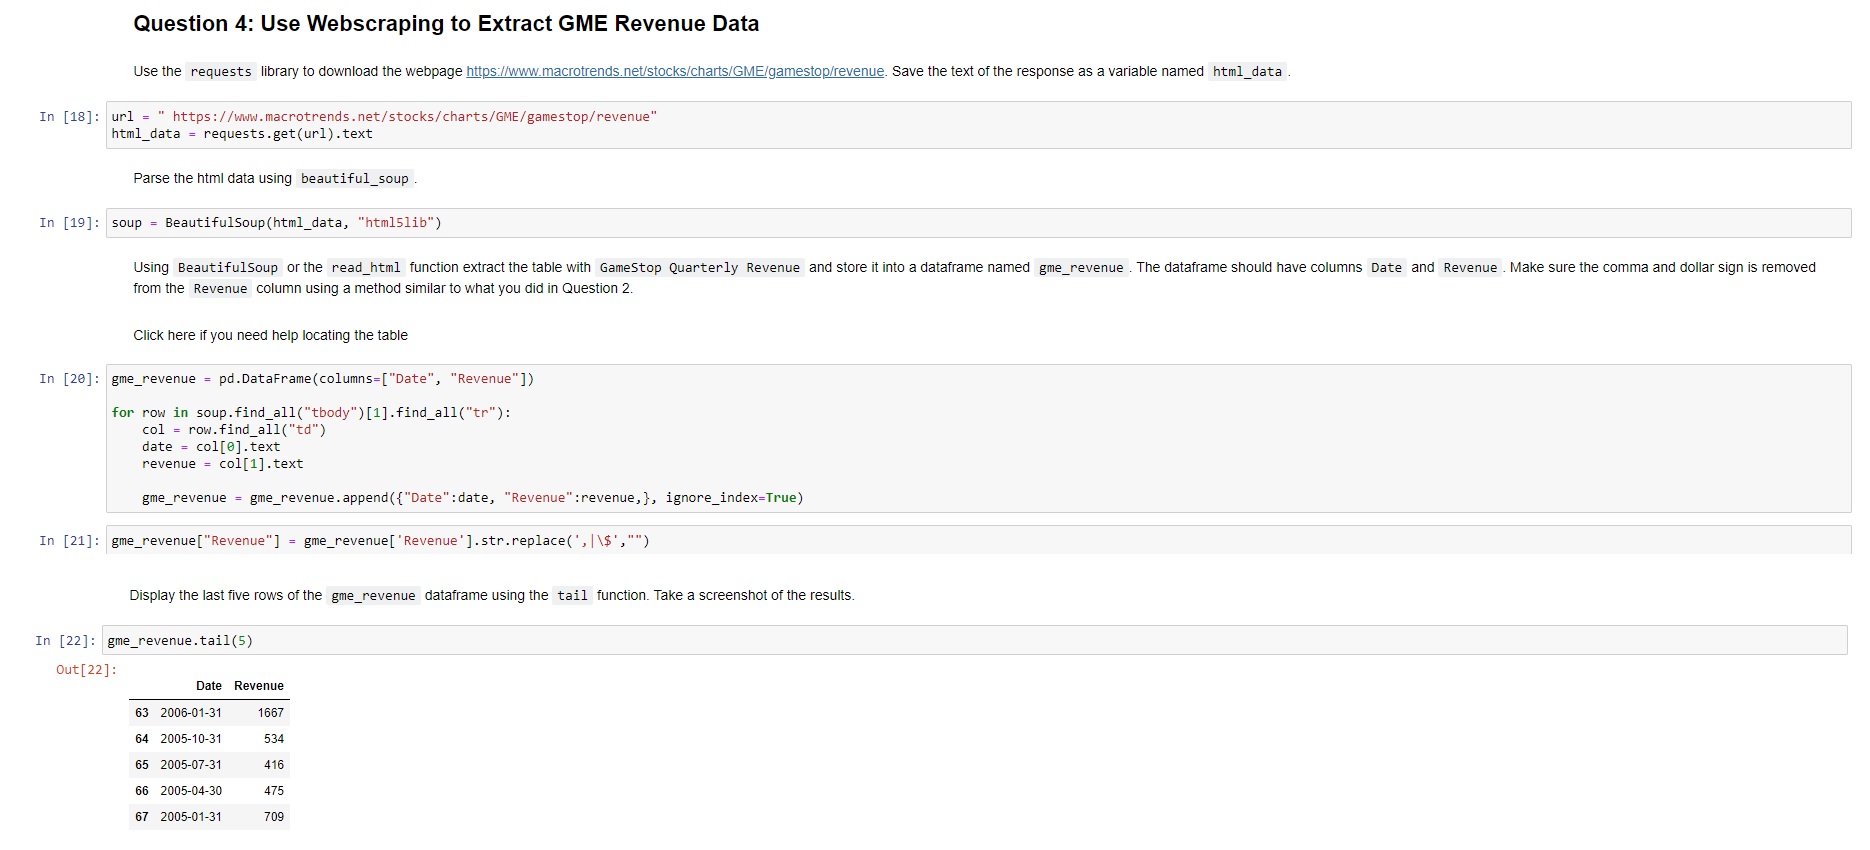 Question 4: Use Webscraping to Extract GME Revenue Data
Use the requests library to download the webpage https://www.macrotrends.net/stocks/charts/GME/gamestop/revenue. Save the text of the response as a variable named html_data .
In [18]: url = " https://www.macrotrends.net/stocks/charts/GME/gamestop/revenue"
html_data = requests.get(url).text
Parse the html data using beautiful_soup .
In [19]: soup = BeautifulSoup(html_data, "html5lib")
Using BeautifulSoup or the read_html function extract the table with GameStop Quarterly Revenue and store it into a dataframe named gme_revenue . The dataframe should have columns Date and Revenue . Make sure the comma and dollar sign is removed
from the Revenue column using a method similar to what you did in Question 2.
Click here if you need help locating the table
In [20]: gme_revenue = pd.DataFrame(columns=["Date", "Revenue"])
for row in soup.find_all("tbody")[1].find_all("tr"):
col = row.find_all("td")
date = col[0].text
revenue = col[1].text
gme_revenue = gme_revenue.append({"Date":date, "Revenue":revenue,}, ignore_index=True)
In [21]: gme_revenue["Revenue"] = gme_revenue['Revenue'].str.replace(',|\$',"")
Display the last five rows of the gme_revenue dataframe using the tail function. Take a screenshot of the results.
In [22]: gme_revenue.tail(5)
Out[22]:
Date Revenue
63 2006-01-31 1667
64 2005-10-31 534
65 2005-07-31 416
66 2005-04-30 475
67 2005-01-31 709